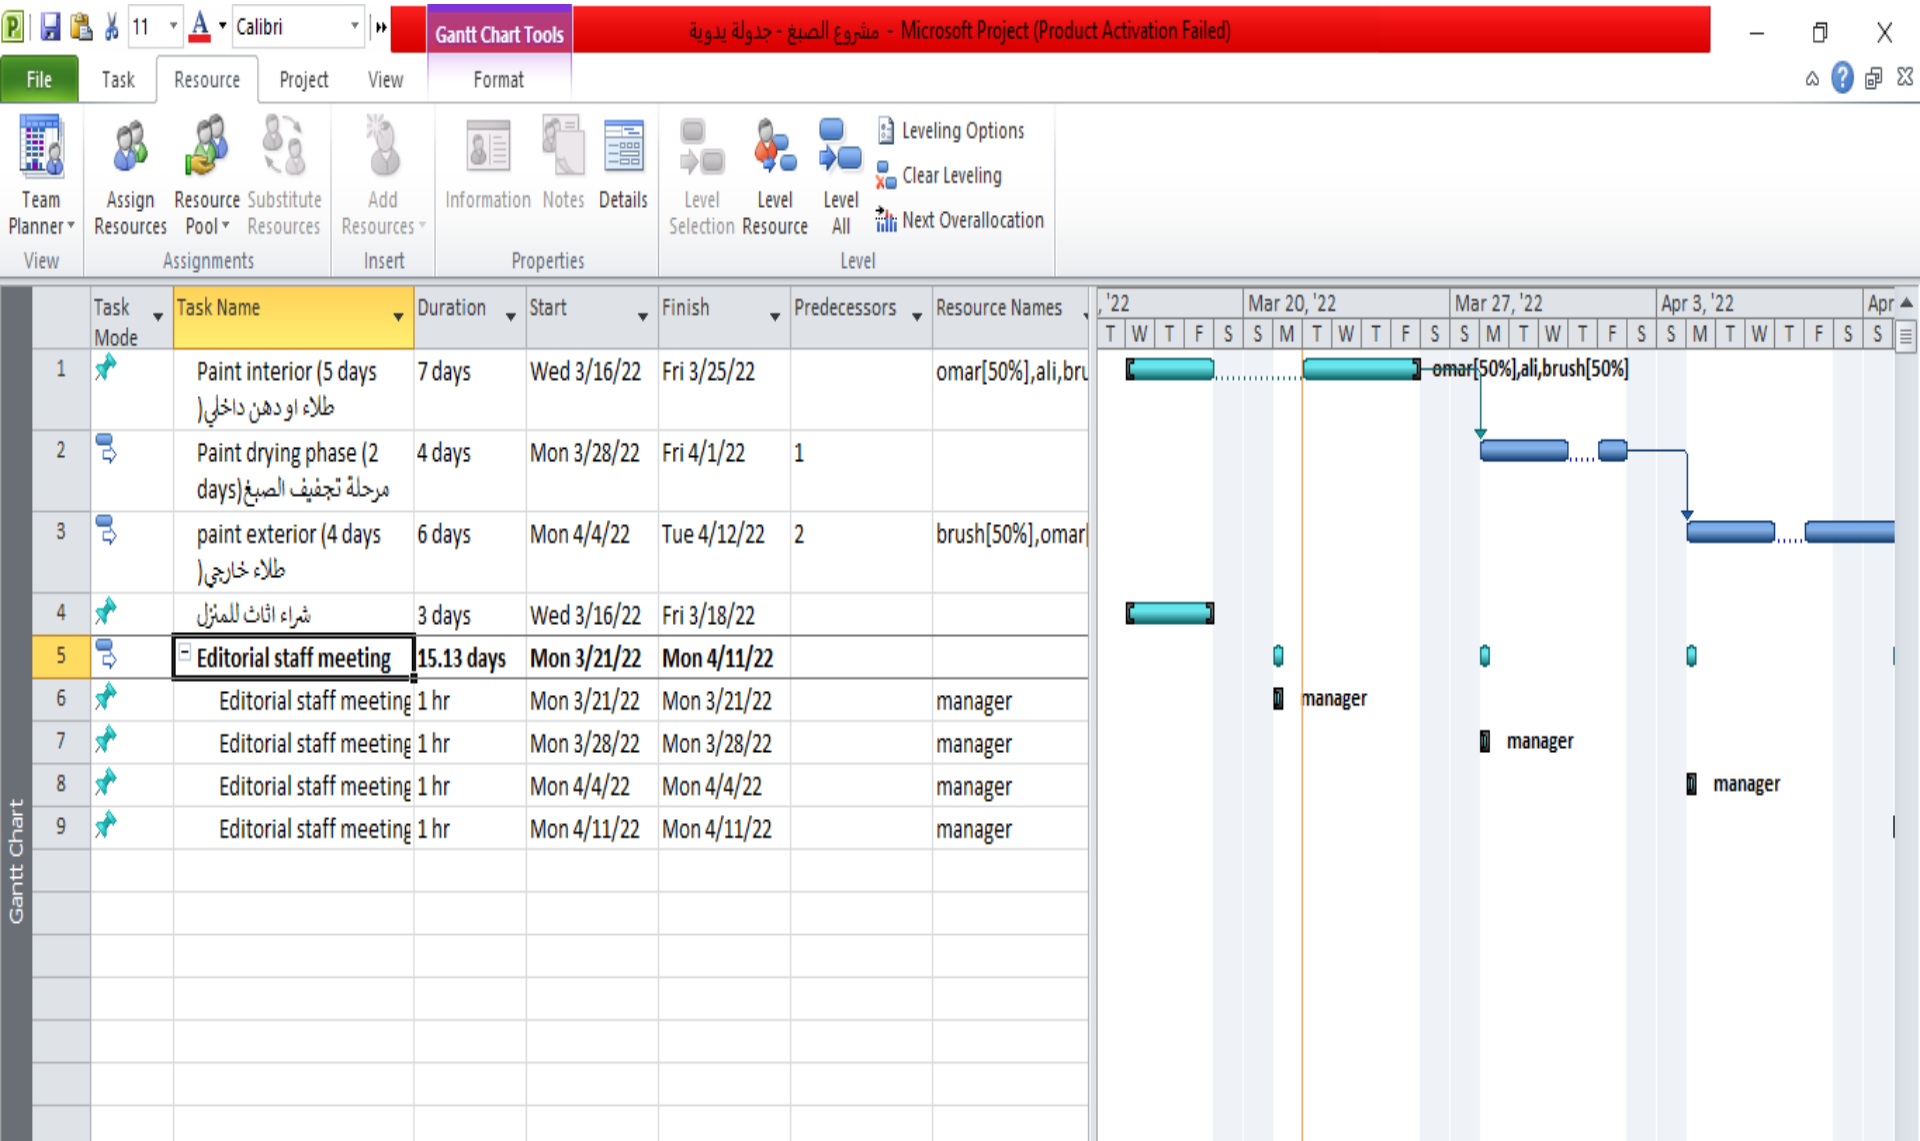 11 A Calibri Gantt Chart Tools مشروع الصبغ - جدولة يدوية - Microsoft Project (Product Activation Failed)
File Task Resource Project View Format
Team Planner Assign Resources Resource Pool Substitute Resources Add Resources Information Notes Details Level Selection Level Resource Level All
Leveling Options
Clear Leveling
Next Overallocation
View Assignments Insert Properties Level
Task Mode Task Name Duration Start Finish Predecessors Resource Names
, '22 Mar 20, '22 Mar 27, '22 Apr 3, '22 Apr
T W T F S S M T W T F S S M T W T F S S M T W T F S S
1 Paint interior (5 days 7 days Wed 3/16/22 Fri 3/25/22 omar[50%],ali,bru omar[50%],ali,brush[50%]
طلاء او دهن داخلي(
2 Paint drying phase (2 4 days Mon 3/28/22 Fri 4/1/22 1
مرحلة تجفيف الصبغ(days
3 paint exterior (4 days 6 days Mon 4/4/22 Tue 4/12/22 2 brush[50%],omar[
طلاء خارجي(
4 شراء اثاث للمنزل 3 days Wed 3/16/22 Fri 3/18/22
5 Editorial staff meeting 15.13 days Mon 3/21/22 Mon 4/11/22
6 Editorial staff meeting 1 hr Mon 3/21/22 Mon 3/21/22 manager manager
7 Editorial staff meeting 1 hr Mon 3/28/22 Mon 3/28/22 manager manager
8 Editorial staff meeting 1 hr Mon 4/4/22 Mon 4/4/22 manager manager
9 Editorial staff meeting 1 hr Mon 4/11/22 Mon 4/11/22 manager
Gantt Chart